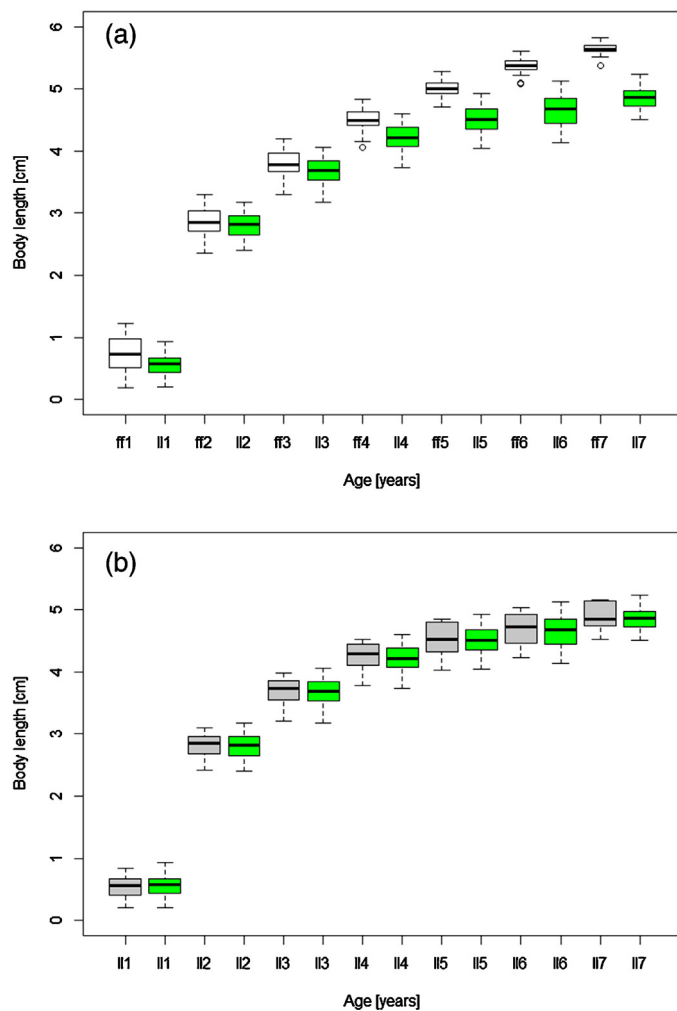 (a)
Body length [cm]
6
5
4
3
2
1
0
ff1 ll1 ff2 ll2 ff3 ll3 ff4 ll4 ff5 ll5 ff6 ll6 ff7 ll7
Age [years]
(b)
Body length [cm]
6
5
4
3
2
1
0
ll1 ll1 ll2 ll2 ll3 ll3 ll4 ll4 ll5 ll5 ll6 ll6 ll7 ll7
Age [years]